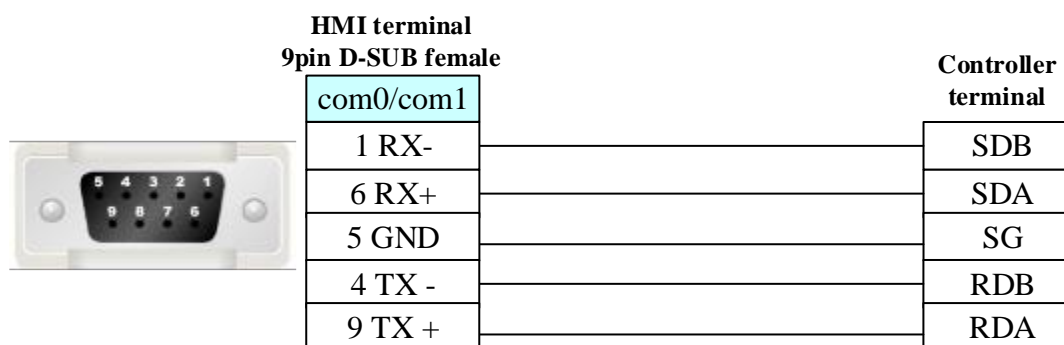 HMI terminal
9pin D-SUB female
Controller
terminal
com0/com1
1 RX-
SDB
6 RX+
SDA
5 GND
SG
4 TX -
RDB
9 TX +
RDA
5 4 3 2 1
9 8 7 6